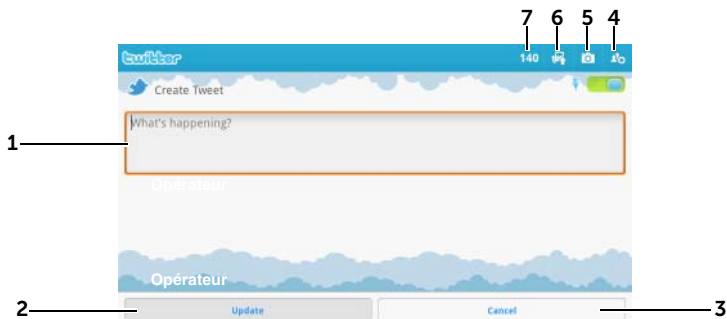 7 6 5 4
twitter 140
Create Tweet
1
What's happening?
Opérateur
Opérateur
2 Update Cancel 3